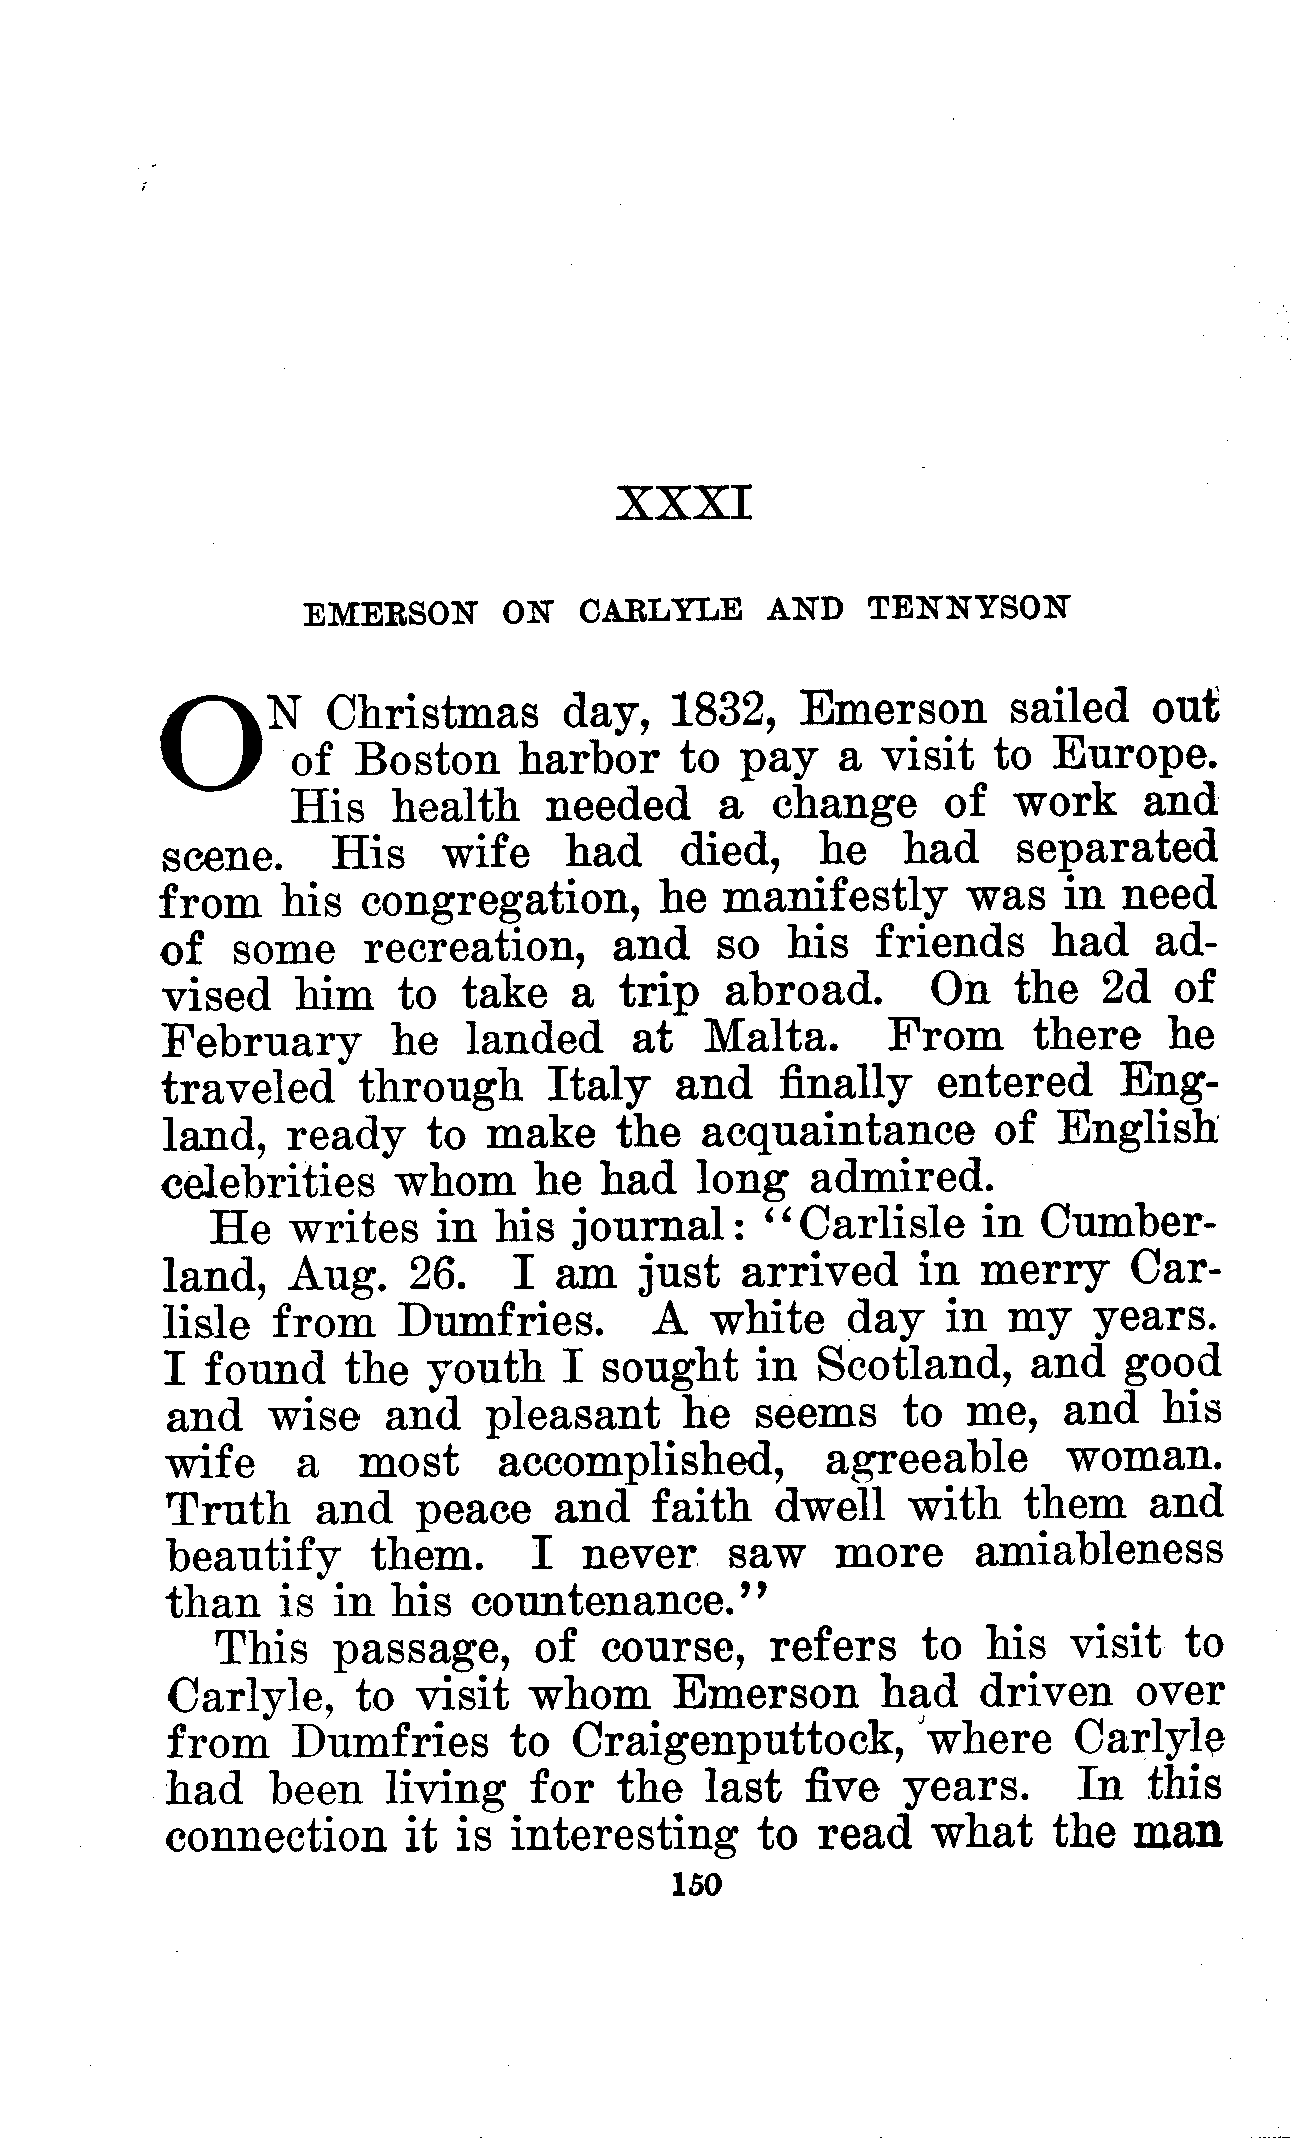 XXXI
EMERSON ON CARLYLE AND TENNYSON
ON Christmas day, 1832, Emerson sailed out
of Boston harbor to pay a visit to Europe.
His health needed a change of work and
scene. His wife had died, he had separated
from his congregation, he manifestly was in need
of some recreation, and so his friends had ad-
vised him to take a trip abroad. On the 2d of
February he landed at Malta. From there he
traveled through Italy and finally entered Eng-
land, ready to make the acquaintance of English
celebrities whom he had long admired.
He writes in his journal: "Carlisle in Cumber-
land, Aug. 26. I am just arrived in merry Car-
lisle from Dumfries. A white day in my years.
I found the youth I sought in Scotland, and good
and wise and pleasant he seems to me, and his
wife a most accomplished, agreeable woman.
Truth and peace and faith dwell with them and
beautify them. I never saw more amiableness
than is in his countenance."
This passage, of course, refers to his visit to
Carlyle, to visit whom Emerson had driven over
from Dumfries to Craigenputtock, where Carlyle
had been living for the last five years. In this
connection it is interesting to read what the man
150